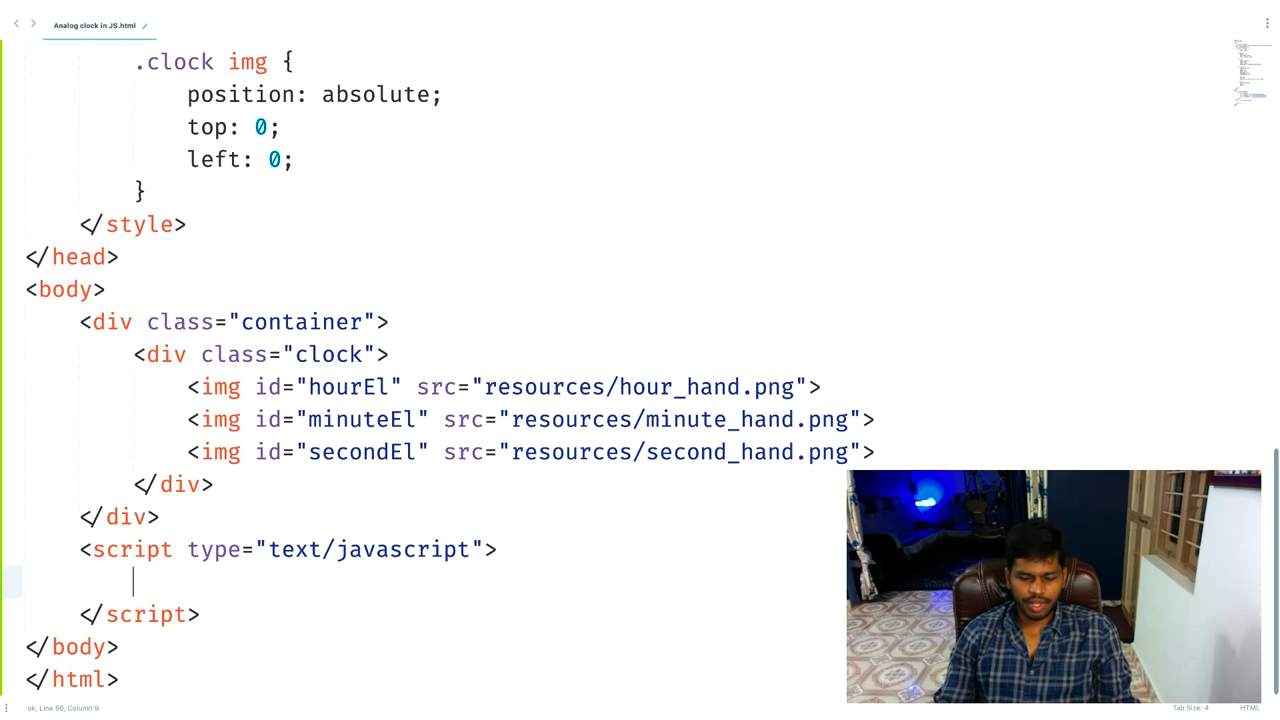 Analog clock in JS.html
.clock img {
position: absolute;
top: 0;
left: 0;
}
</style>
</head>
<body>
<div class="container">
<div class="clock">
<img id="hourEl" src="resources/hour_hand.png">
<img id="minuteEl" src="resources/minute_hand.png">
<img id="secondEl" src="resources/second_hand.png">
</div>
</div>
<script type="text/javascript">
</script>
</body>
</html>
ok, Line 50, Column 9
Tab Size: 4
HTML